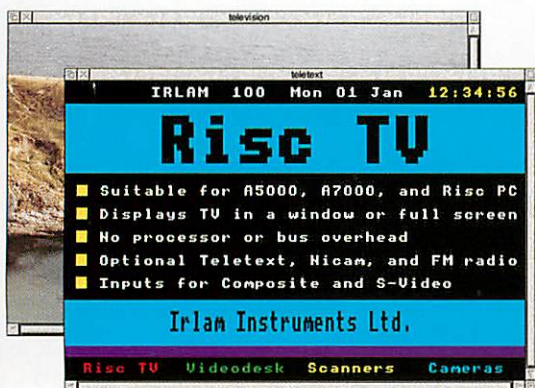 television
teletext
IRLAM 100 Mon 01 Jan 12:34:56
Risc TV
Suitable for A5000, A7000, and Risc PC
Displays TV in a window or full screen
No processor or bus overhead
Optional Teletext, Nicam, and FM radio
Inputs for Composite and S-Video
Irlam Instruments Ltd.
Risc TV Videodesk Scanners Cameras